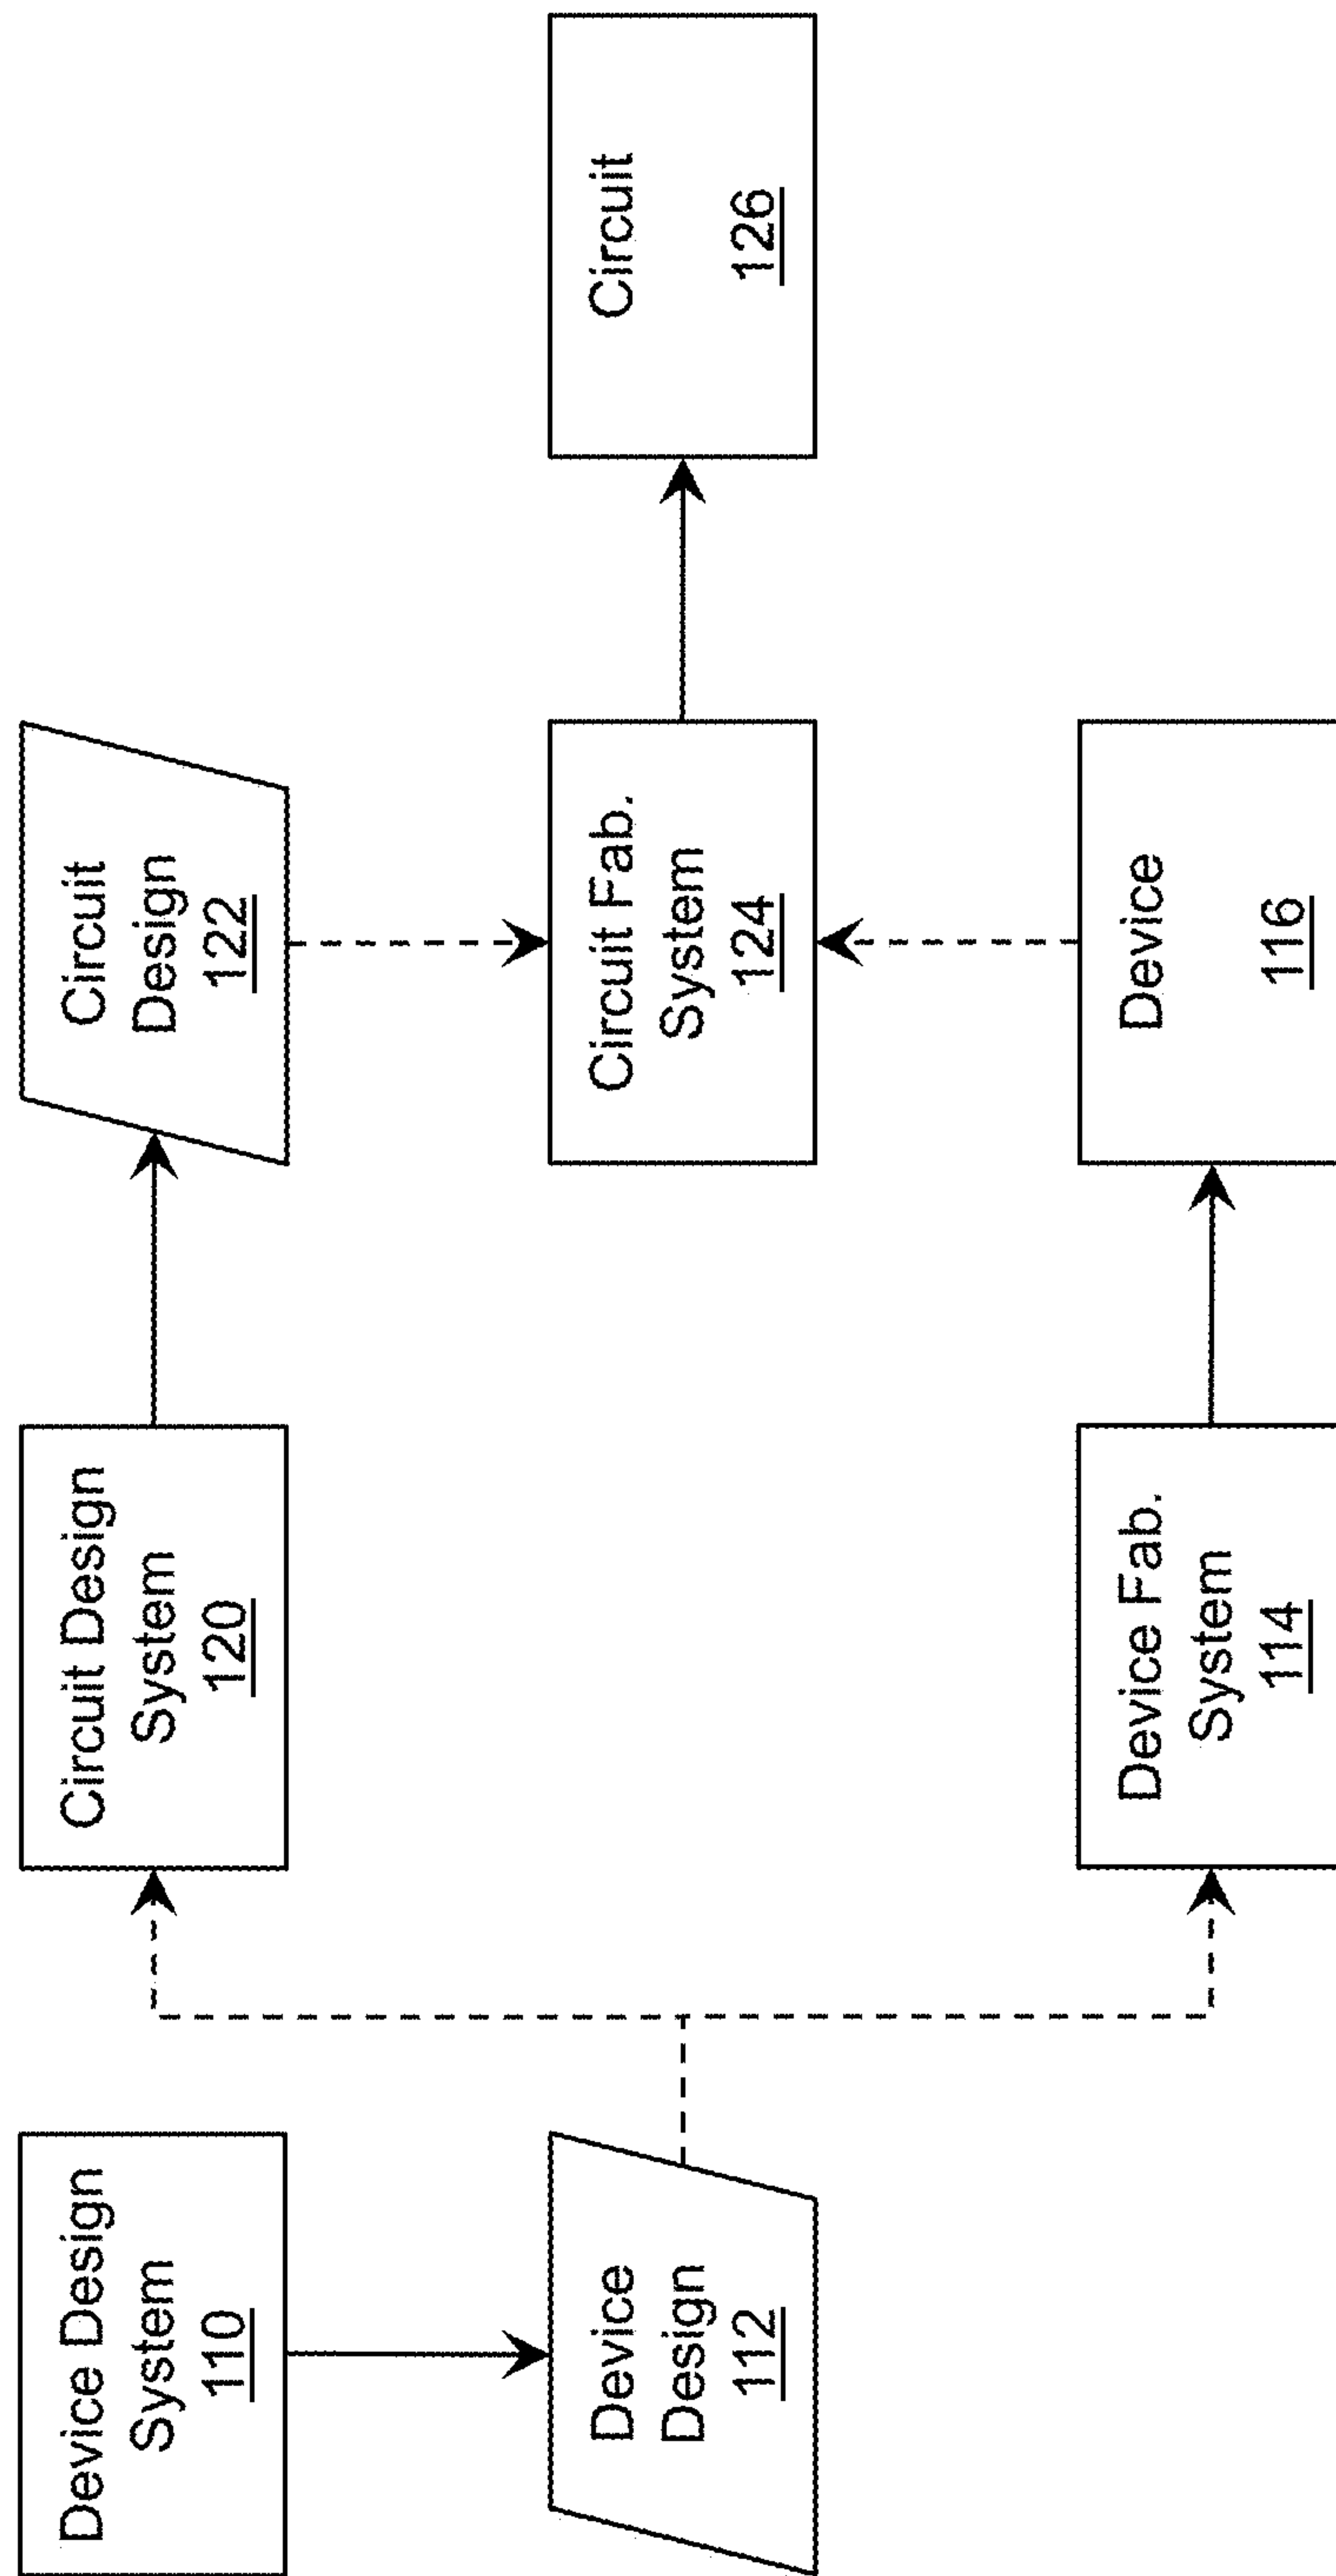 Device Design
System
110
Circuit Design
System
120
Circuit
Design
122
Device
Design
112
Circuit Fab.
System
124
Circuit
126
Device Fab.
System
114
Device
116